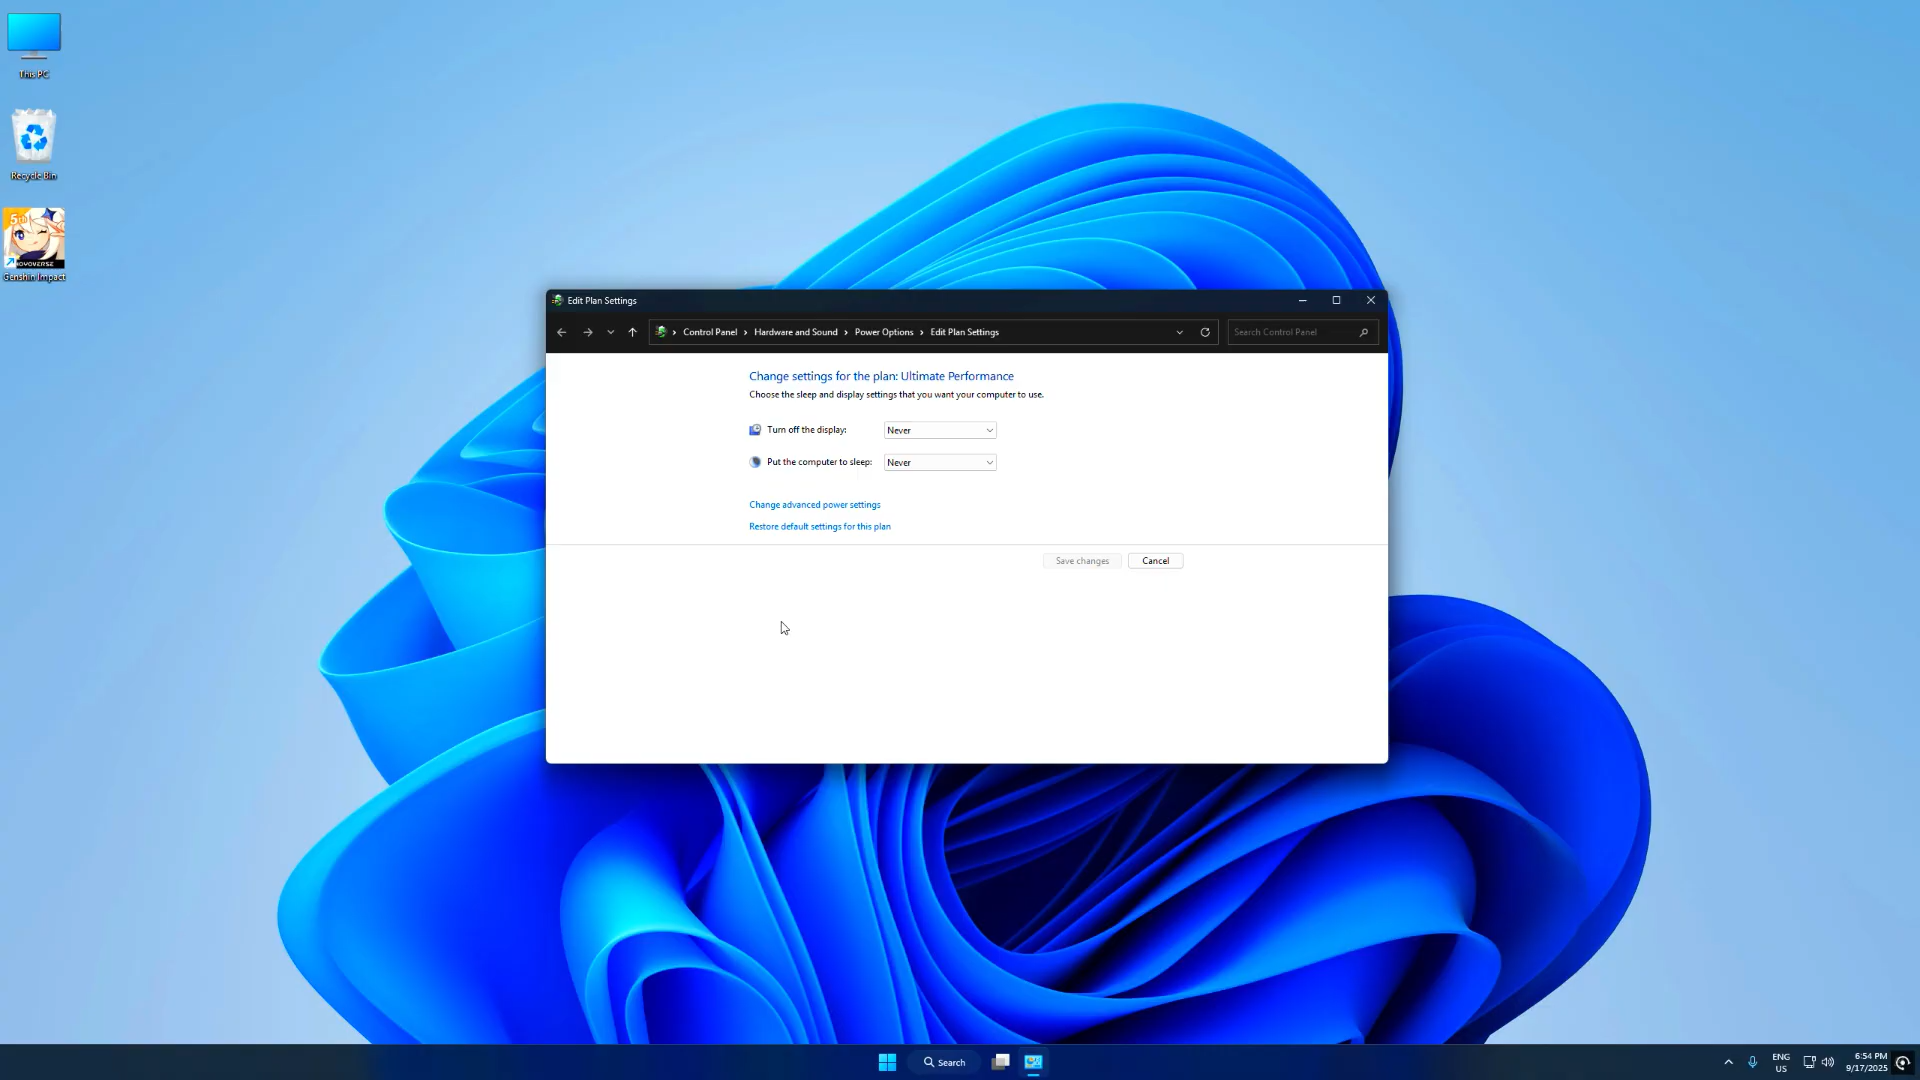 This PC
Recycle Bin
5th
HOYOVERSE
Genshin Impact
Edit Plan Settings
Control Panel › Hardware and Sound › Power Options › Edit Plan Settings
Search Control Panel
Change settings for the plan: Ultimate Performance
Choose the sleep and display settings that you want your computer to use.
Turn off the display: Never
Put the computer to sleep: Never
Change advanced power settings
Restore default settings for this plan
Save changes Cancel
Search
ENG
US
6:54 PM
9/17/2025